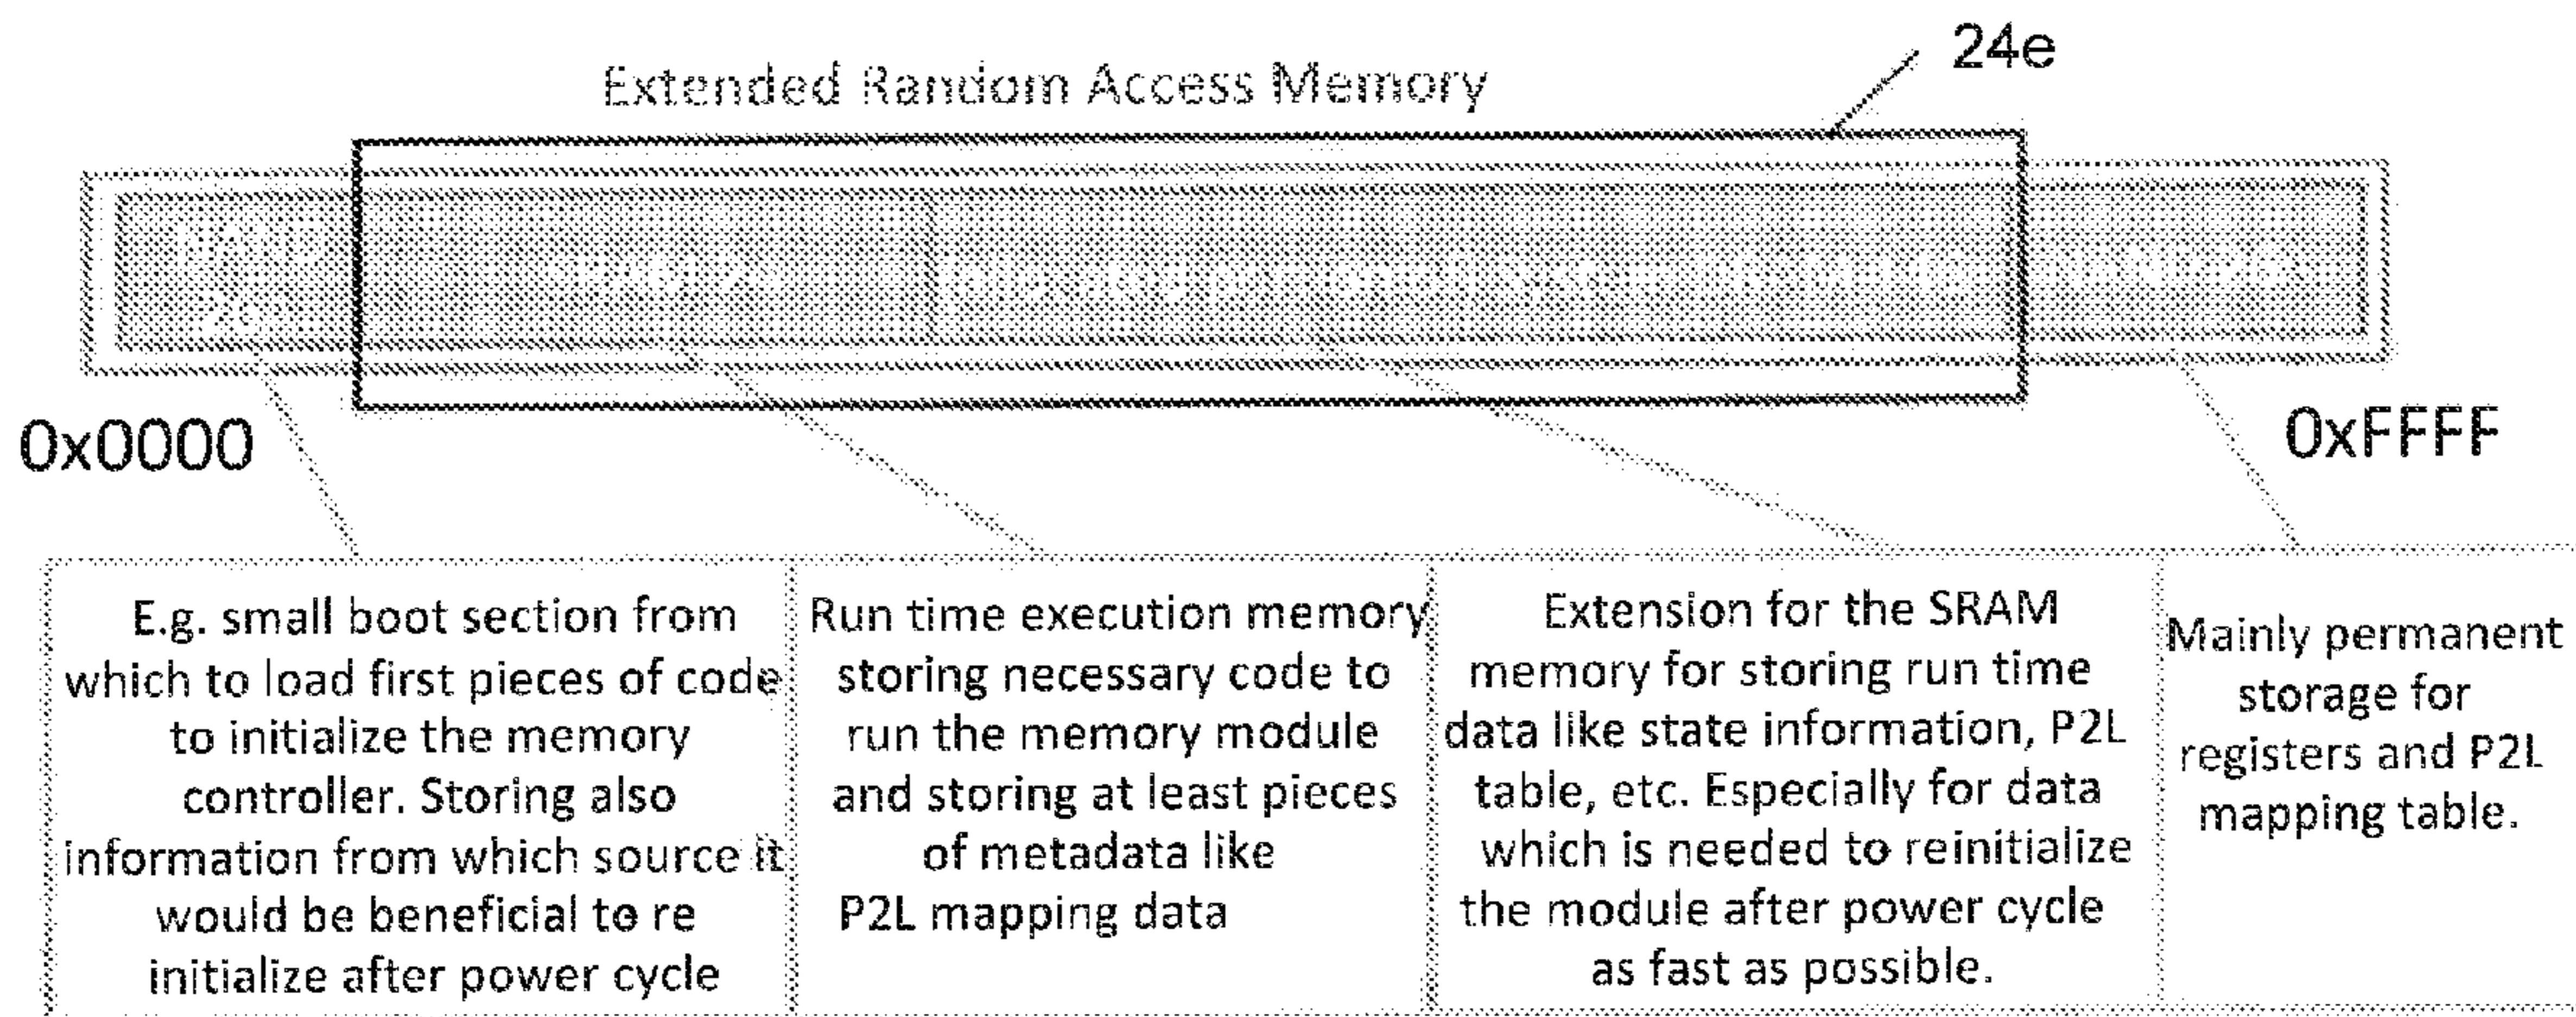 24e
Extended Random Access Memory
0x0000
0xFFFF
E.g. small boot section from
which to load first pieces of code
to initialize the memory
controller. Storing also
information from which source it
would be beneficial to re
initialize after power cycle
Run time execution memory
storing necessary code to
run the memory module
and storing at least pieces
of metadata like
P2L mapping data
Extension for the SRAM
memory for storing run time
data like state information, P2L
table, etc. Especially for data
which is needed to reinitialize
the module after power cycle
as fast as possible.
Mainly permanent
storage for
registers and P2L
mapping table.